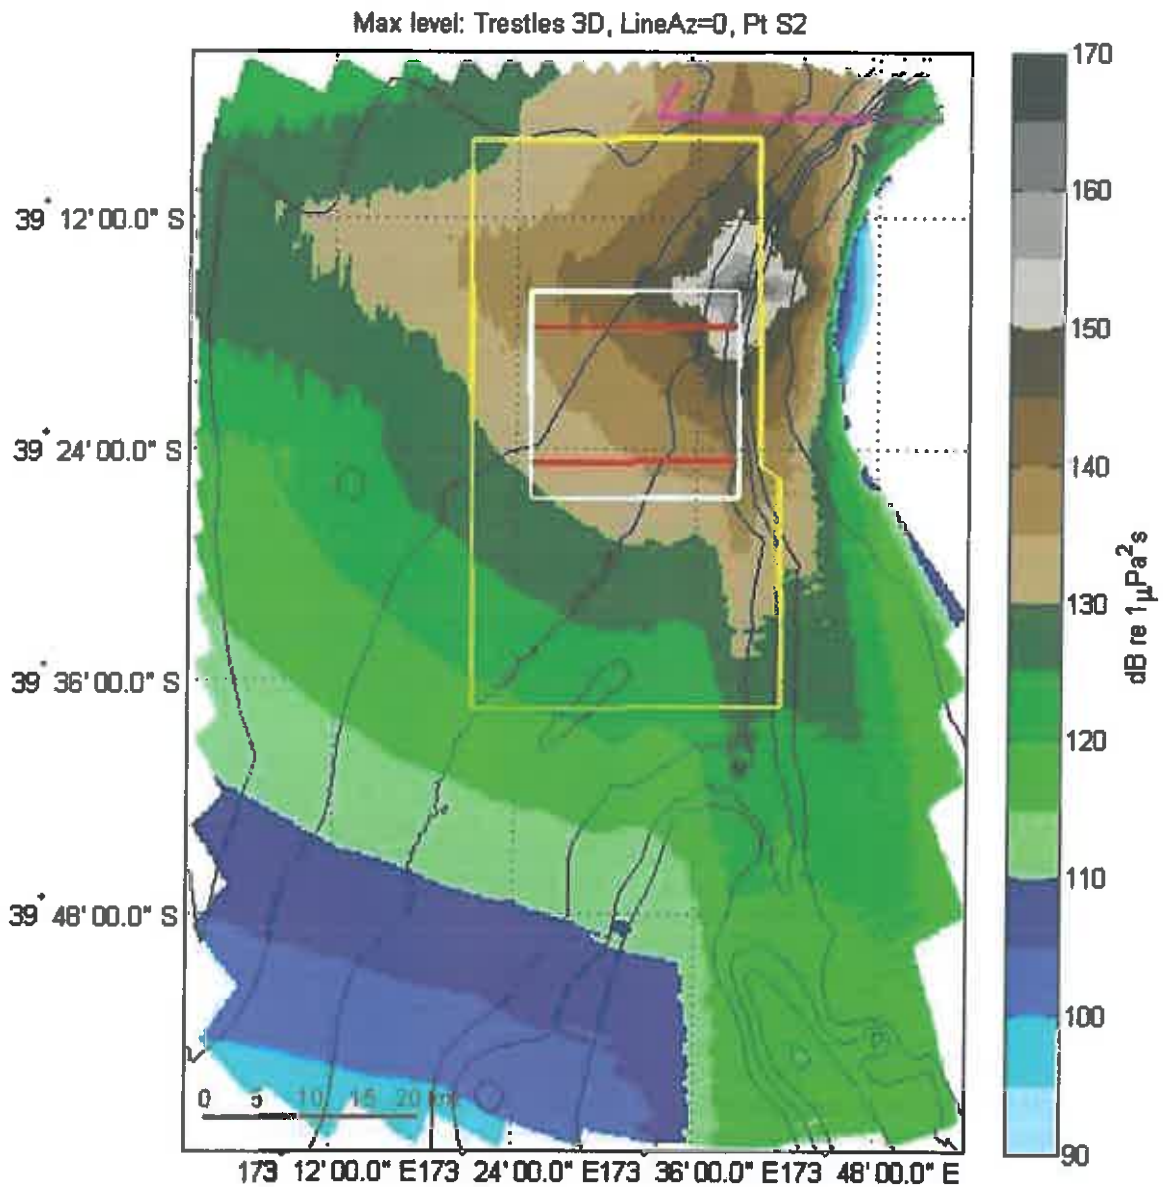 Max level: Trestles 3D, LineAz=0, Pt S2
170
160
150
140
130
120
110
100
90
dB re 1μPa²s
39° 12' 00.0" S
39° 24' 00.0" S
39° 36' 00.0" S
39° 48' 00.0" S
0 5 10 15 20
173 12' 00.0" E173 24' 00.0" E173 36' 00.0" E173 48' 00.0" E